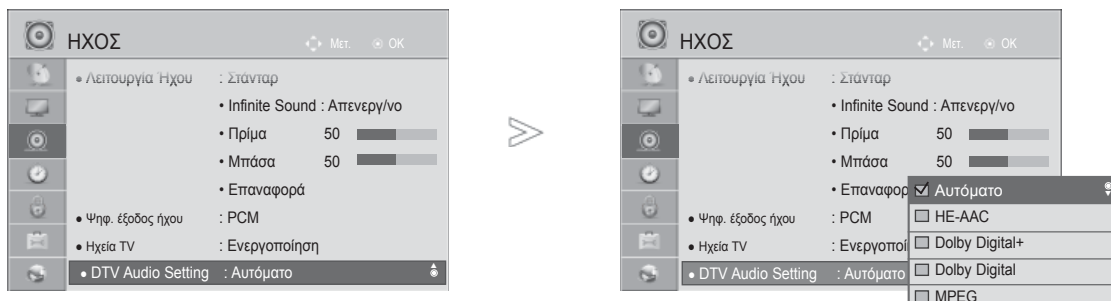 ΗΧΟΣ
Μετ. OK
• Λειτουργία Ήχου : Στάνταρ
• Infinite Sound : Απενεργ/νο
• Πρίμα 50
• Μπάσα 50
• Επαναφορά
• Ψηφ. έξοδος ήχου : PCM
• Ηχεία TV : Ενεργοποίηση
• DTV Audio Setting : Αυτόματο
ΗΧΟΣ
Μετ. OK
• Λειτουργία Ήχου : Στάνταρ
• Infinite Sound : Απενεργ/νο
• Πρίμα 50
• Μπάσα 50
• Επαναφορ
• Ψηφ. έξοδος ήχου : PCM
• Ηχεία TV : Ενεργοποί
• DTV Audio Setting : Αυτόματο
Αυτόματο
HE-AAC
Dolby Digital+
Dolby Digital
MPEG